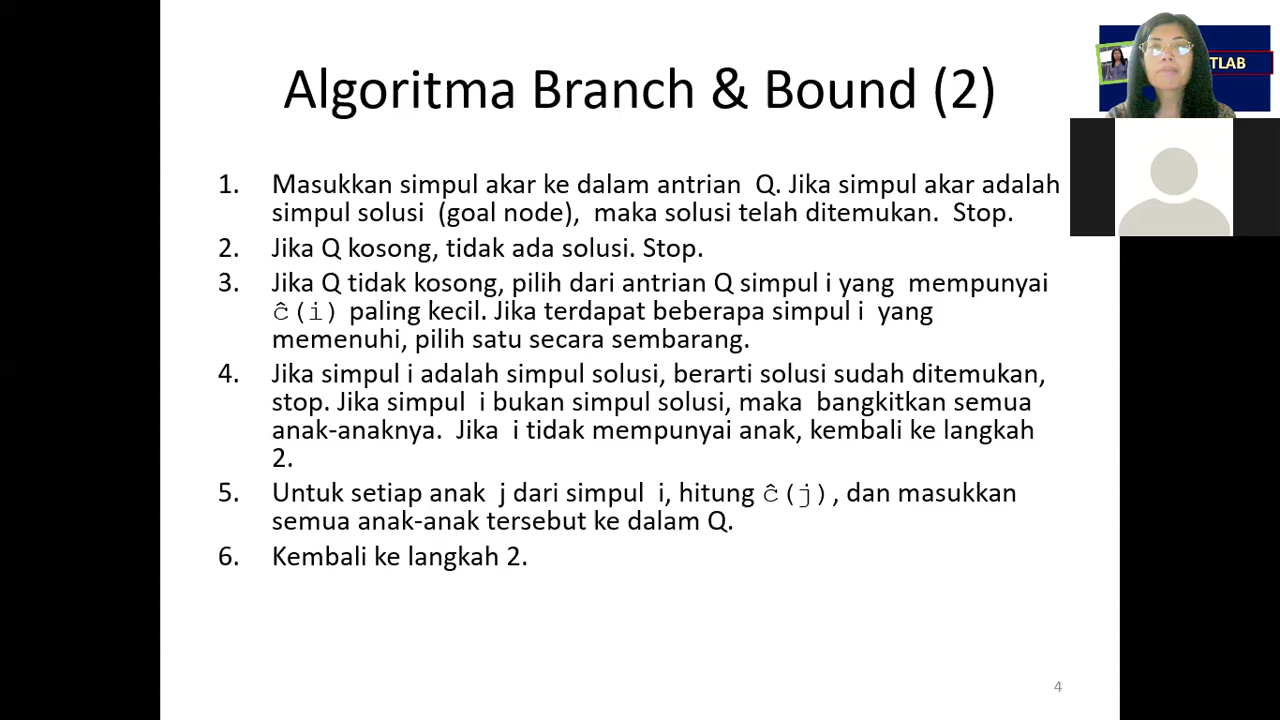 Algoritma Branch & Bound (2)
TLAB
1. Masukkan simpul akar ke dalam antrian Q. Jika simpul akar adalah
simpul solusi (goal node), maka solusi telah ditemukan. Stop.
2. Jika Q kosong, tidak ada solusi. Stop.
3. Jika Q tidak kosong, pilih dari antrian Q simpul i yang mempunyai
ĉ(i) paling kecil. Jika terdapat beberapa simpul i yang
memenuhi, pilih satu secara sembarang.
4. Jika simpul i adalah simpul solusi, berarti solusi sudah ditemukan,
stop. Jika simpul i bukan simpul solusi, maka bangkitkan semua
anak-anaknya. Jika i tidak mempunyai anak, kembali ke langkah
2.
5. Untuk setiap anak j dari simpul i, hitung ĉ(j), dan masukkan
semua anak-anak tersebut ke dalam Q.
6. Kembali ke langkah 2.
4